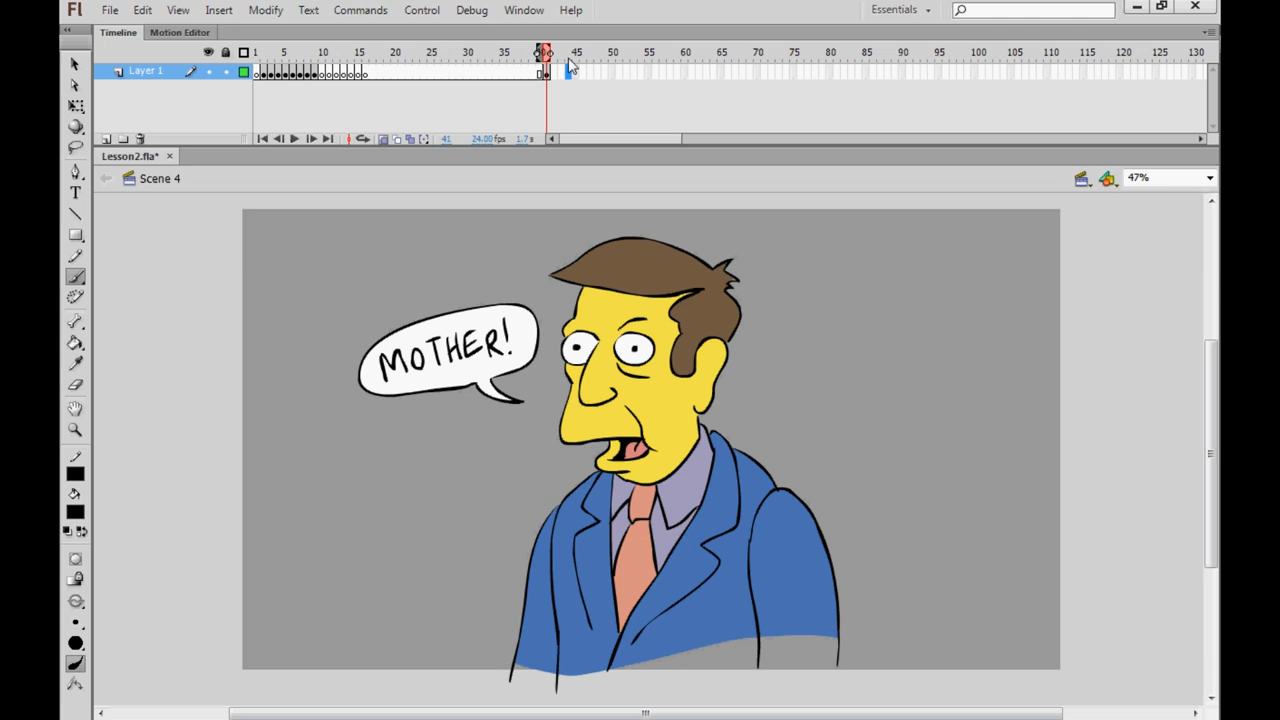 Fl File Edit View Insert Modify Text Commands Control Debug Window Help Essentials
Timeline Motion Editor
1 5 10 15 20 25 30 35 40 45 50 55 60 65 70 75 80 85 90 95 100 105 110 115 120 125 130
Layer 1
41 24.00 fps 1.7 s
Lesson2.fla*
Scene 4 47%
T
MOTHER!